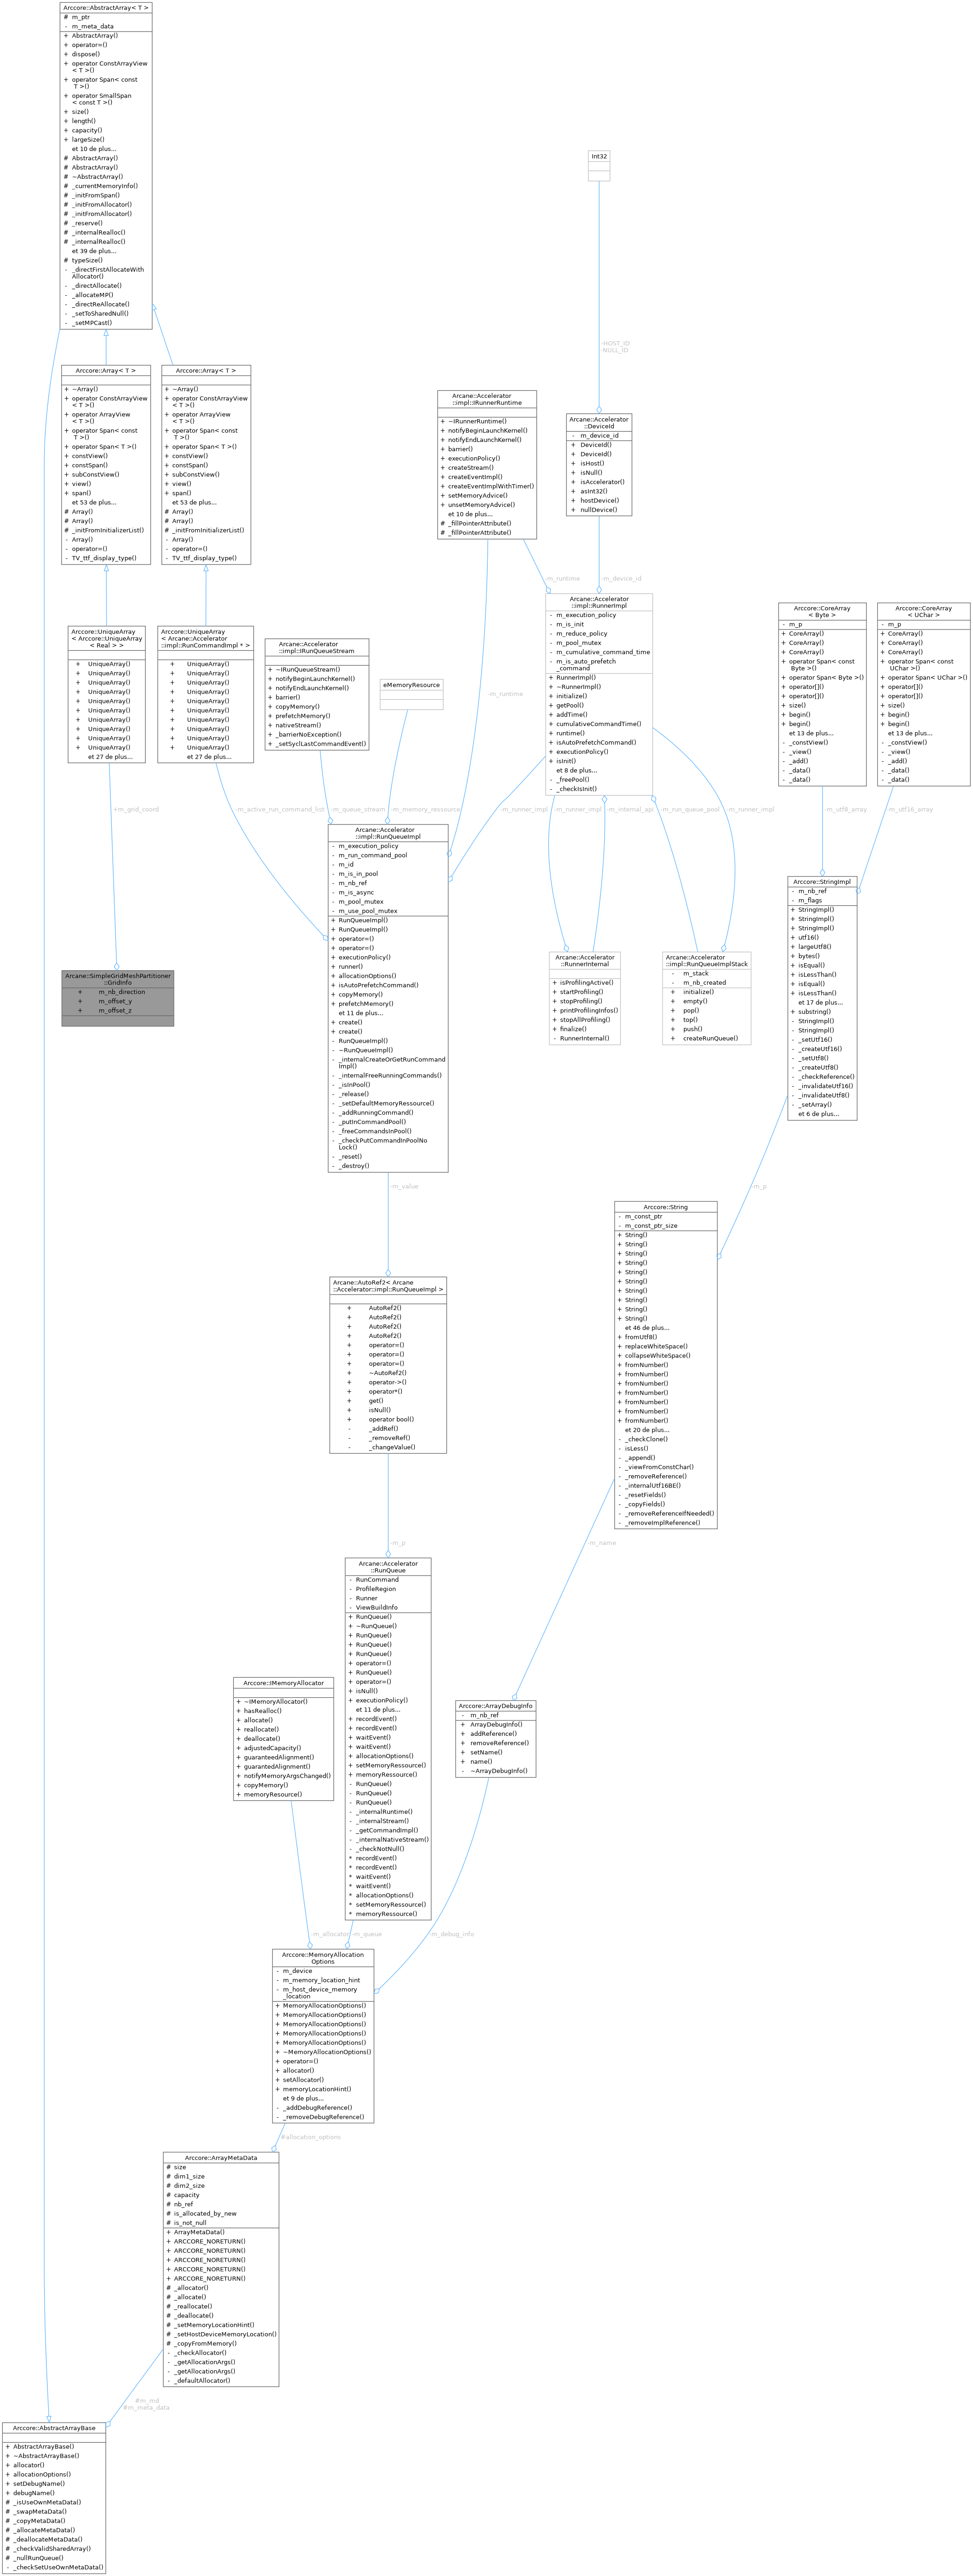 Arccore::AbstractArray< T >
# m_ptr
- m_meta_data
+ AbstractArray()
+ operator=()
+ dispose()
+ operator ConstArrayView
< T >()
+ operator Span< const
T >()
+ operator SmallSpan
< const T >()
+ size()
+ length()
+ capacity()
+ largeSize()
et 10 de plus...
# AbstractArray()
# AbstractArray()
# ~AbstractArray()
# _currentMemoryInfo()
# _initFromSpan()
# _initFromAllocator()
# _initFromAllocator()
# _reserve()
# _internalRealloc()
# _internalRealloc()
et 39 de plus...
# typeSize()
- _directFirstAllocateWith
Allocator()
- _directAllocate()
- _allocateMP()
- _directReAllocate()
- _setToSharedNull()
- _setMPCast()
Int32
-HOST_ID
-NULL_ID
Arccore::Array< T >
+ ~Array()
+ operator ConstArrayView
< T >()
+ operator ArrayView
< T >()
+ operator Span< const
T >()
+ operator Span< T >()
+ constView()
+ constSpan()
+ subConstView()
+ view()
+ span()
et 53 de plus...
# Array()
# Array()
# _initFromInitializerList()
- Array()
- operator=()
- TV_ttf_display_type()
Arccore::Array< T >
+ ~Array()
+ operator ConstArrayView
< T >()
+ operator ArrayView
< T >()
+ operator Span< const
T >()
+ operator Span< T >()
+ constView()
+ constSpan()
+ subConstView()
+ view()
+ span()
et 53 de plus...
# Array()
# Array()
# _initFromInitializerList()
- Array()
- operator=()
- TV_ttf_display_type()
Arcane::Accelerator
::impl::IRunnerRuntime
+ ~IRunnerRuntime()
+ notifyBeginLaunchKernel()
+ notifyEndLaunchKernel()
+ barrier()
+ executionPolicy()
+ createStream()
+ createEventImpl()
+ createEventImplWithTimer()
+ setMemoryAdvice()
+ unsetMemoryAdvice()
et 10 de plus...
# _fillPointerAttribute()
# _fillPointerAttribute()
Arcane::Accelerator
::DeviceId
- m_device_id
+ DeviceId()
+ DeviceId()
+ isHost()
+ isNull()
+ isAccelerator()
+ asInt32()
+ hostDevice()
+ nullDevice()
-m_runtime
-m_device_id
Arccore::UniqueArray
< Arccore::UniqueArray
< Real > >
+ UniqueArray()
+ UniqueArray()
+ UniqueArray()
+ UniqueArray()
+ UniqueArray()
+ UniqueArray()
+ UniqueArray()
+ UniqueArray()
+ UniqueArray()
+ UniqueArray()
et 27 de plus...
Arccore::UniqueArray
< Arcane::Accelerator
::impl::RunCommandImpl * >
+ UniqueArray()
+ UniqueArray()
+ UniqueArray()
+ UniqueArray()
+ UniqueArray()
+ UniqueArray()
+ UniqueArray()
+ UniqueArray()
+ UniqueArray()
+ UniqueArray()
et 27 de plus...
Arcane::Accelerator
::impl::IRunQueueStream
+ ~IRunQueueStream()
+ notifyBeginLaunchKernel()
+ notifyEndLaunchKernel()
+ barrier()
+ copyMemory()
+ prefetchMemory()
+ nativeStream()
+ _barrierNoException()
+ _setSyclLastCommandEvent()
eMemoryResource
-m_runtime
Arcane::Accelerator
::impl::RunnerImpl
- m_execution_policy
- m_is_init
- m_reduce_policy
- m_pool_mutex
- m_cumulative_command_time
- m_is_auto_prefetch
_command
+ RunnerImpl()
+ ~RunnerImpl()
+ initialize()
+ getPool()
+ addTime()
+ cumulativeCommandTime()
+ runtime()
+ isAutoPrefetchCommand()
+ executionPolicy()
+ isInit()
et 8 de plus...
- _freePool()
- _checkIsInit()
Arccore::CoreArray
< Byte >
- m_p
+ CoreArray()
+ CoreArray()
+ CoreArray()
+ operator Span< const
Byte >()
+ operator Span< Byte >()
+ operator[]()
+ operator[]()
+ size()
+ begin()
+ begin()
et 13 de plus...
- _constView()
- _view()
- _add()
- _data()
- _data()
Arccore::CoreArray
< UChar >
- m_p
+ CoreArray()
+ CoreArray()
+ CoreArray()
+ operator Span< const
UChar >()
+ operator Span< UChar >()
+ operator[]()
+ operator[]()
+ size()
+ begin()
+ begin()
et 13 de plus...
- _constView()
- _view()
- _add()
- _data()
- _data()
+m_grid_coord
-m_active_run_command_list
-m_queue_stream
-m_memory_ressource
-m_runner_impl
-m_runner_impl
-m_internal_api
-m_run_queue_pool
-m_runner_impl
-m_utf8_array
-m_utf16_array
Arcane::SimpleGridMeshPartitioner
::GridInfo
+ m_nb_direction
+ m_offset_y
+ m_offset_z
Arcane::Accelerator
::impl::RunQueueImpl
- m_execution_policy
- m_run_command_pool
- m_id
- m_is_in_pool
- m_nb_ref
- m_is_async
- m_pool_mutex
- m_use_pool_mutex
+ RunQueueImpl()
+ RunQueueImpl()
+ operator=()
+ operator=()
+ executionPolicy()
+ runner()
+ allocationOptions()
+ isAutoPrefetchCommand()
+ copyMemory()
+ prefetchMemory()
et 11 de plus...
+ create()
+ create()
- RunQueueImpl()
- ~RunQueueImpl()
- _internalCreateOrGetRunCommand
Impl()
- _internalFreeRunningCommands()
- _isInPool()
- _release()
- _setDefaultMemoryRessource()
- _addRunningCommand()
- _putInCommandPool()
- _freeCommandsInPool()
- _checkPutCommandInPoolNo
Lock()
- _reset()
- _destroy()
Arcane::Accelerator
::RunnerInternal
+ isProfilingActive()
+ startProfiling()
+ stopProfiling()
+ printProfilingInfos()
+ stopAllProfiling()
+ finalize()
- RunnerInternal()
Arcane::Accelerator
::impl::RunQueueImplStack
- m_stack
- m_nb_created
+ initialize()
+ empty()
+ pop()
+ top()
+ push()
+ createRunQueue()
Arccore::StringImpl
- m_nb_ref
- m_flags
+ StringImpl()
+ StringImpl()
+ StringImpl()
+ utf16()
+ largeUtf8()
+ bytes()
+ isEqual()
+ isLessThan()
+ isEqual()
+ isLessThan()
et 17 de plus...
+ substring()
- StringImpl()
- StringImpl()
- _setUtf16()
- _createUtf16()
- _setUtf8()
- _createUtf8()
- _checkReference()
- _invalidateUtf16()
- _invalidateUtf8()
- _setArray()
et 6 de plus...
-m_value
-m_p
Arccore::String
- m_const_ptr
- m_const_ptr_size
+ String()
+ String()
+ String()
+ String()
+ String()
+ String()
+ String()
+ String()
+ String()
+ String()
et 46 de plus...
+ fromUtf8()
+ replaceWhiteSpace()
+ collapseWhiteSpace()
+ fromNumber()
+ fromNumber()
+ fromNumber()
+ fromNumber()
+ fromNumber()
+ fromNumber()
+ fromNumber()
et 20 de plus...
- _checkClone()
- isLess()
- _append()
- _viewFromConstChar()
- _removeReference()
- _internalUtf16BE()
- _resetFields()
- _copyFields()
- _removeReferenceIfNeeded()
- _removeImplReference()
Arcane::AutoRef2< Arcane
::Accelerator::impl::RunQueueImpl >
+ AutoRef2()
+ AutoRef2()
+ AutoRef2()
+ AutoRef2()
+ operator=()
+ operator=()
+ operator=()
+ ~AutoRef2()
+ operator->()
+ operator*()
+ get()
+ isNull()
+ operator bool()
- _addRef()
- _removeRef()
- _changeValue()
-m_p
-m_name
Arcane::Accelerator
::RunQueue
- RunCommand
- ProfileRegion
- Runner
- ViewBuildInfo
+ RunQueue()
+ ~RunQueue()
+ RunQueue()
+ RunQueue()
+ RunQueue()
+ operator=()
+ RunQueue()
+ operator=()
+ isNull()
+ executionPolicy()
et 11 de plus...
+ recordEvent()
+ recordEvent()
+ waitEvent()
+ waitEvent()
+ allocationOptions()
+ setMemoryRessource()
+ memoryRessource()
- RunQueue()
- RunQueue()
- RunQueue()
- _internalRuntime()
- _internalStream()
- _getCommandImpl()
- _internalNativeStream()
- _checkNotNull()
* recordEvent()
* recordEvent()
* waitEvent()
* waitEvent()
* allocationOptions()
* setMemoryRessource()
* memoryRessource()
Arccore::IMemoryAllocator
+ ~IMemoryAllocator()
+ hasRealloc()
+ allocate()
+ reallocate()
+ deallocate()
+ adjustedCapacity()
+ guaranteedAlignment()
+ guarantedAlignment()
+ notifyMemoryArgsChanged()
+ copyMemory()
+ memoryResource()
Arccore::ArrayDebugInfo
- m_nb_ref
+ ArrayDebugInfo()
+ addReference()
+ removeReference()
+ setName()
+ name()
- ~ArrayDebugInfo()
-m_allocator
-m_queue
-m_debug_info
Arccore::MemoryAllocation
Options
- m_device
- m_memory_location_hint
- m_host_device_memory
_location
+ MemoryAllocationOptions()
+ MemoryAllocationOptions()
+ MemoryAllocationOptions()
+ MemoryAllocationOptions()
+ MemoryAllocationOptions()
+ ~MemoryAllocationOptions()
+ operator=()
+ allocator()
+ setAllocator()
+ memoryLocationHint()
et 9 de plus...
- _addDebugReference()
- _removeDebugReference()
#allocation_options
Arccore::ArrayMetaData
# size
# dim1_size
# dim2_size
# capacity
# nb_ref
# is_allocated_by_new
# is_not_null
+ ArrayMetaData()
+ ARCCORE_NORETURN()
+ ARCCORE_NORETURN()
+ ARCCORE_NORETURN()
+ ARCCORE_NORETURN()
+ ARCCORE_NORETURN()
# _allocator()
# _allocate()
# _reallocate()
# _deallocate()
# _setMemoryLocationHint()
# _setHostDeviceMemoryLocation()
# _copyFromMemory()
- _checkAllocator()
- _getAllocationArgs()
- _getAllocationArgs()
- _defaultAllocator()
#m_md
#m_meta_data
Arccore::AbstractArrayBase
+ AbstractArrayBase()
+ ~AbstractArrayBase()
+ allocator()
+ allocationOptions()
+ setDebugName()
+ debugName()
# _isUseOwnMetaData()
# _swapMetaData()
# _copyMetaData()
# _allocateMetaData()
# _deallocateMetaData()
# _checkValidSharedArray()
# _nullRunQueue()
- _checkSetUseOwnMetaData()